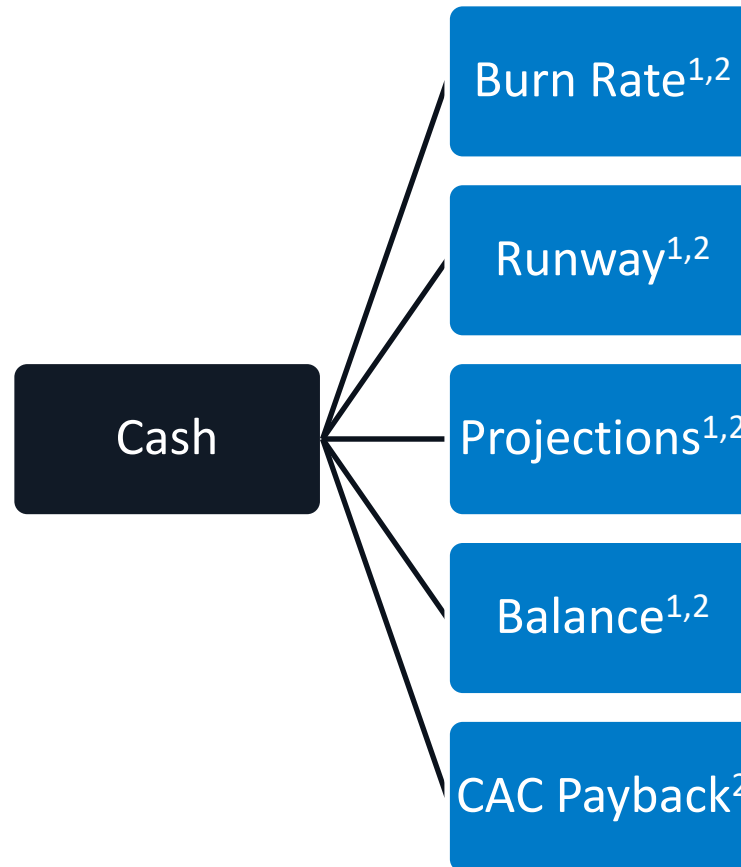 Burn Rate1,2
Runway1,2
Cash
Projections1,2
Balance1,2
CAC Payback2